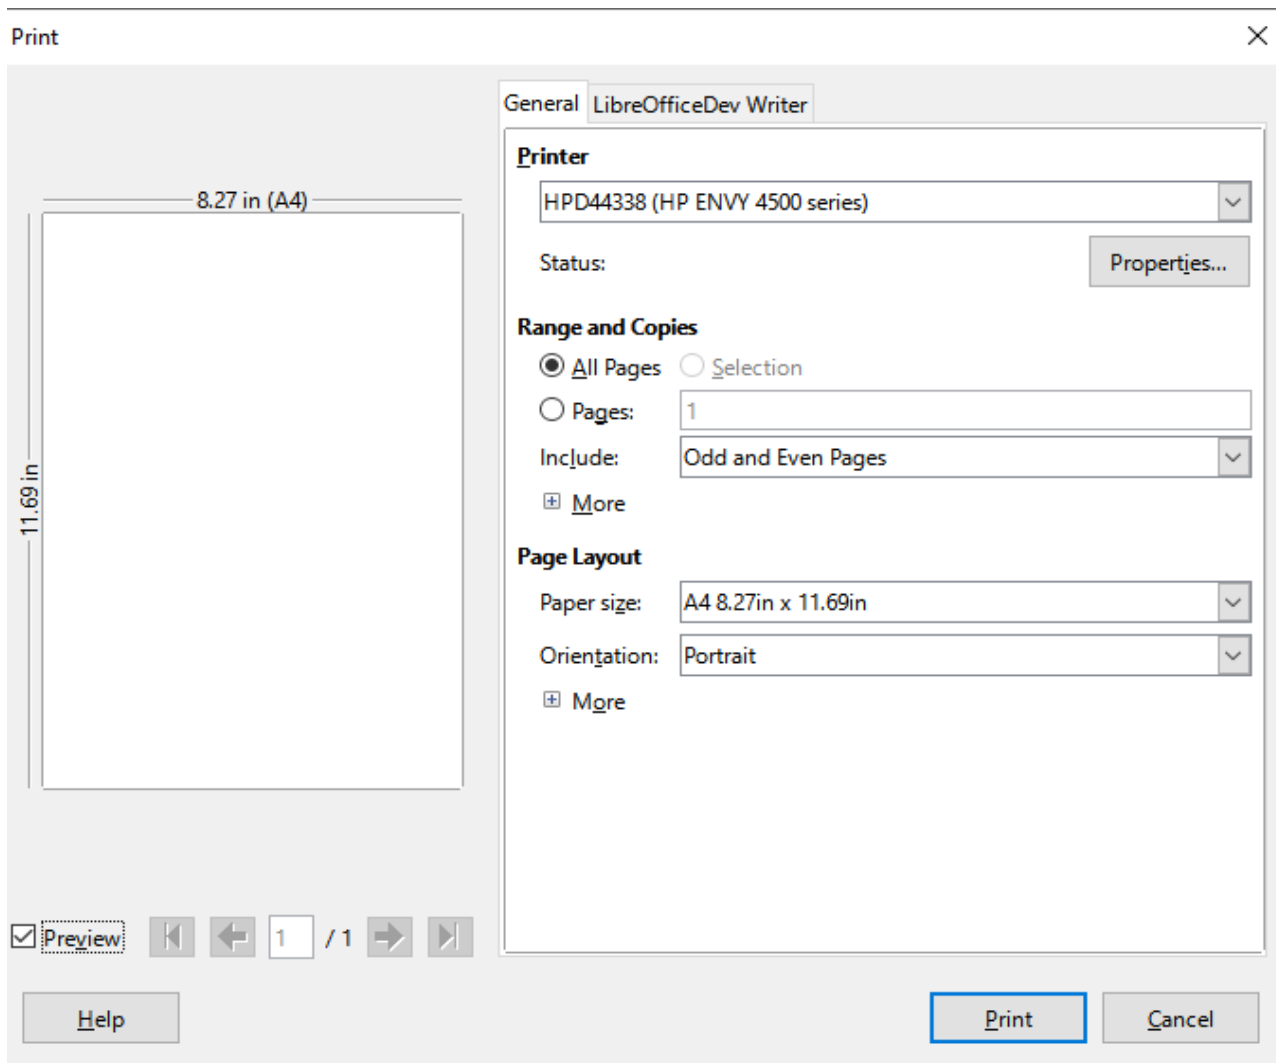 Print
General LibreOfficeDev Writer
Printer
8.27 in (A4)
HPD44338 (HP ENVY 4500 series)
Status: Properties...
Range and Copies
All Pages Selection
Pages: 1
Include: Odd and Even Pages
11.69 in
More
Page Layout
Paper size: A4 8.27in x 11.69in
Orientation: Portrait
More
Preview 1 / 1
Help Print Cancel